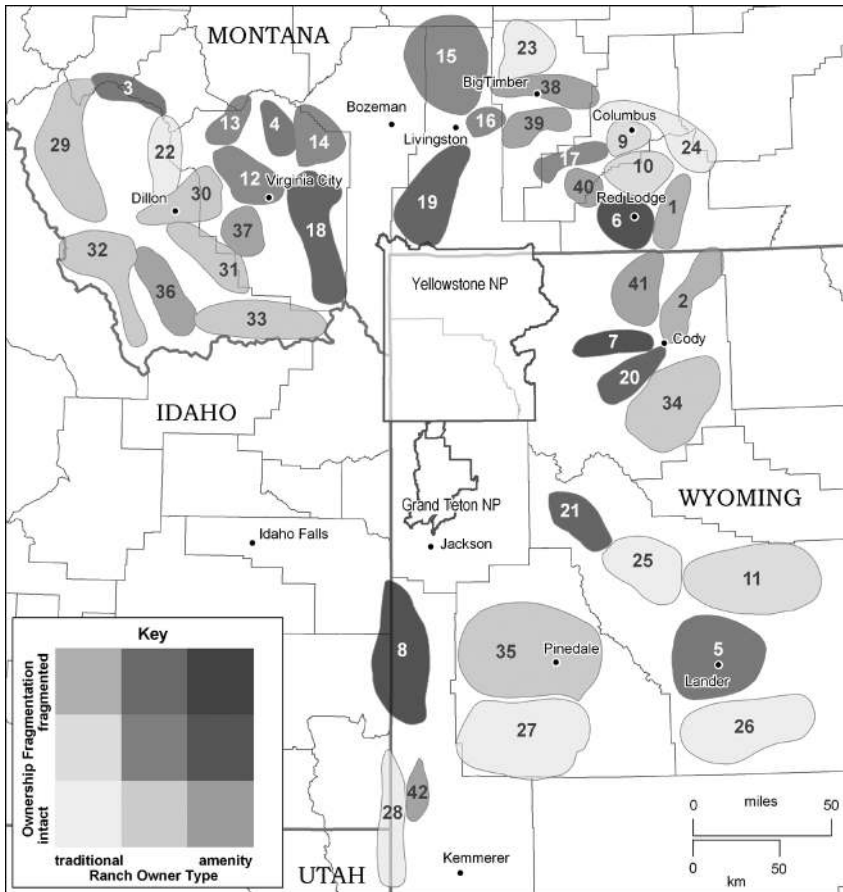 MONTANA
15
23
3
BigTimber
38
13
4
Bozeman
14
Livingston
16
39
Columbus
9
24
29
22
17
10
12
Virginia City
40
Red Lodge
30
Dillon
19
6
1
37
18
32
31
41
Yellowstone NP
36
2
33
7
Cody
20
34
IDAHO
WYOMING
Grand Teton NP
21
Idaho Falls
Jackson
25
11
Key
Ownership Fragmentation
intact
fragmented
traditional
amenity
Ranch Owner Type
8
35
Pinedale
5
Lander
27
26
42
28
UTAH
Kemmerer
0
miles
50
0
50
km